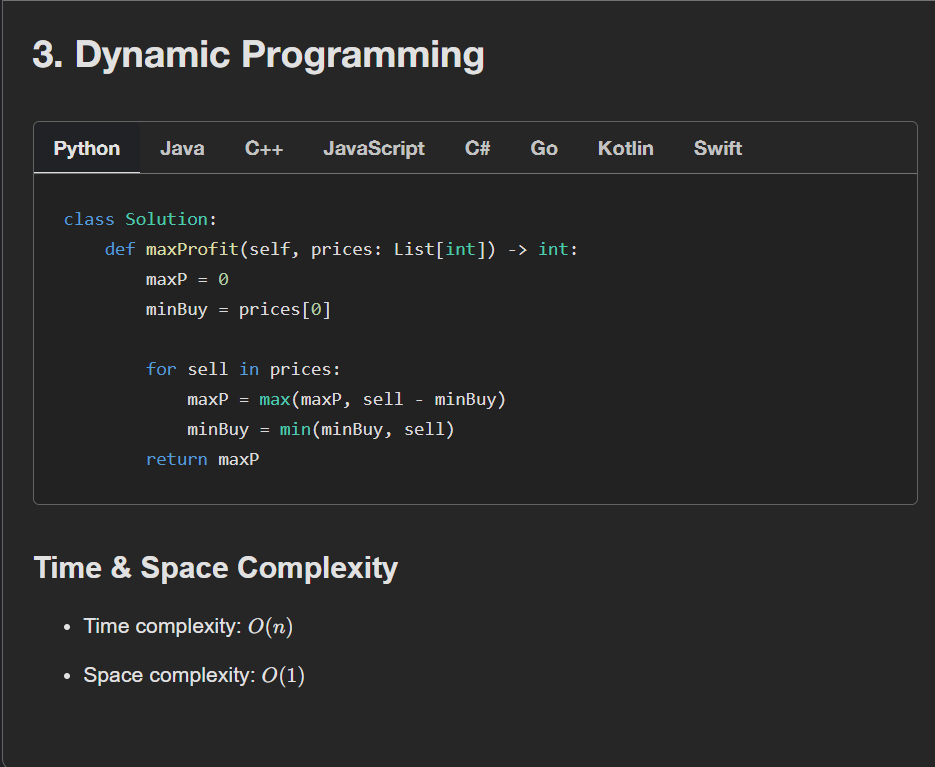 3. Dynamic Programming
Python Java C++ JavaScript C# Go Kotlin Swift
class Solution:
    def maxProfit(self, prices: List[int]) -> int:
        maxP = 0
        minBuy = prices[0]

        for sell in prices:
            maxP = max(maxP, sell - minBuy)
            minBuy = min(minBuy, sell)
        return maxP
Time & Space Complexity
• Time complexity: O(n)
• Space complexity: O(1)